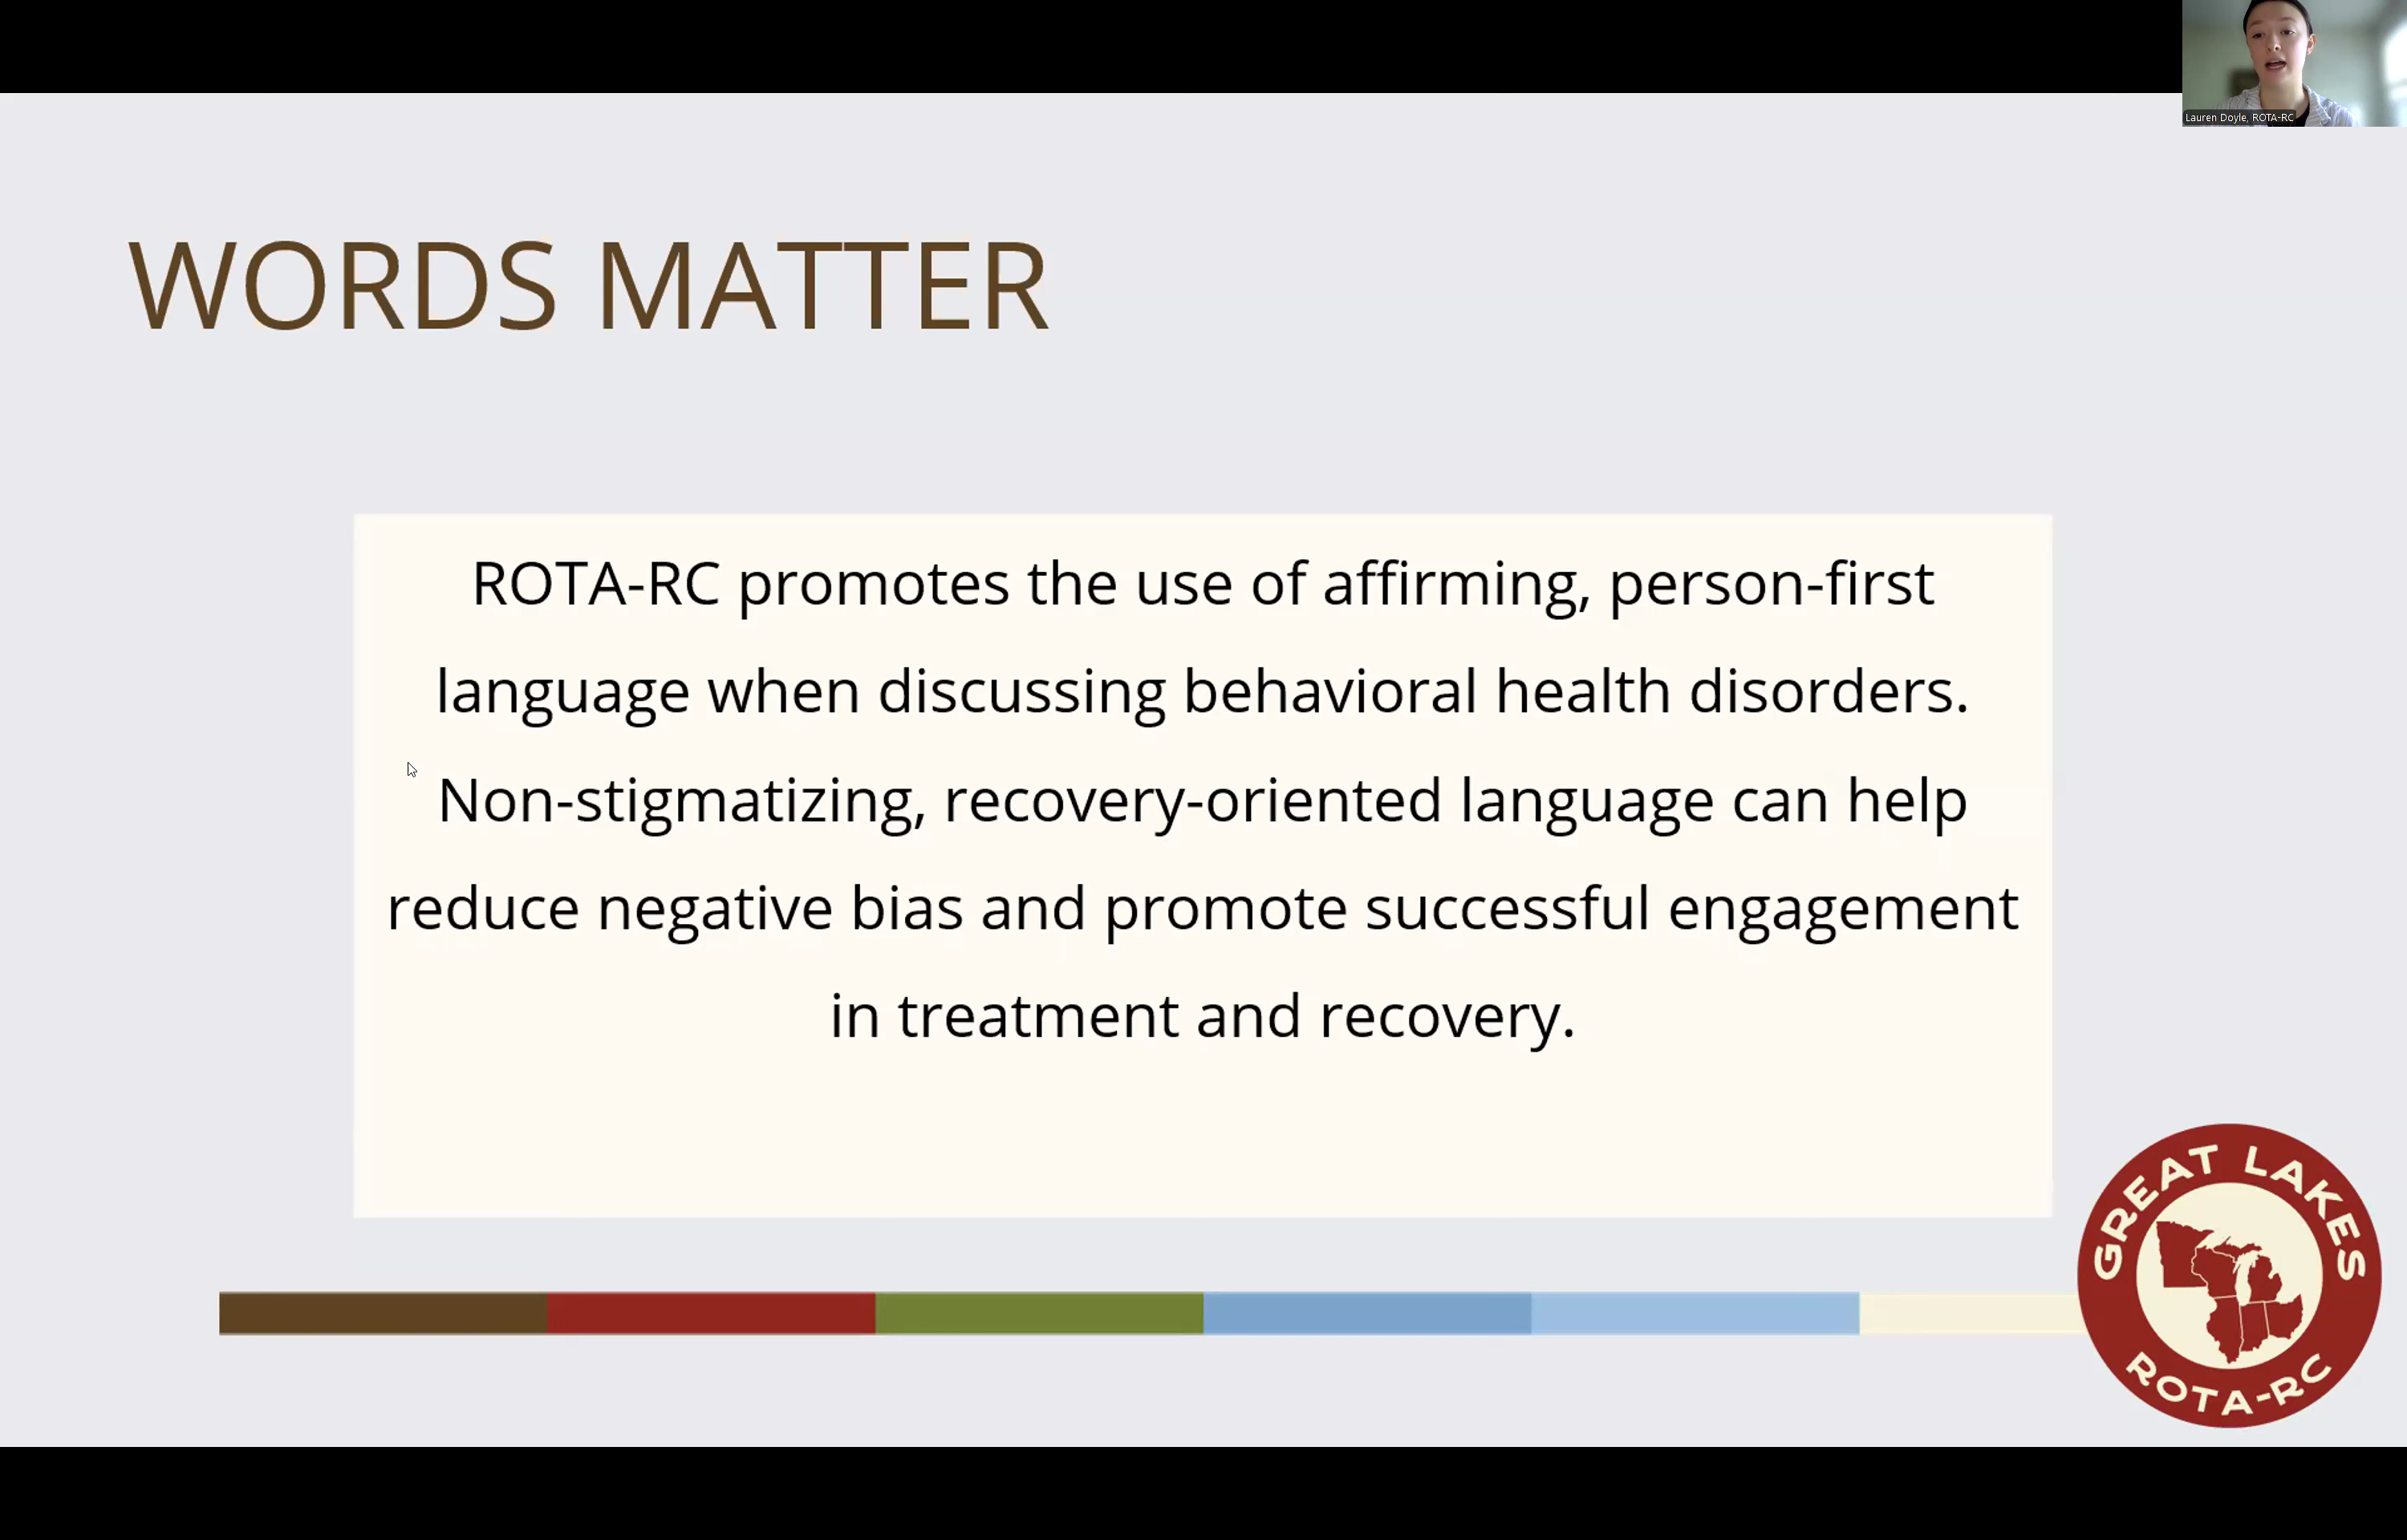 Lauren Doyle, ROTA-RC
WORDS MATTER
ROTA-RC promotes the use of affirming, person-first
language when discussing behavioral health disorders.
Non-stigmatizing, recovery-oriented language can help
reduce negative bias and promote successful engagement
in treatment and recovery.
GREAT LAKES
ROTA-RC